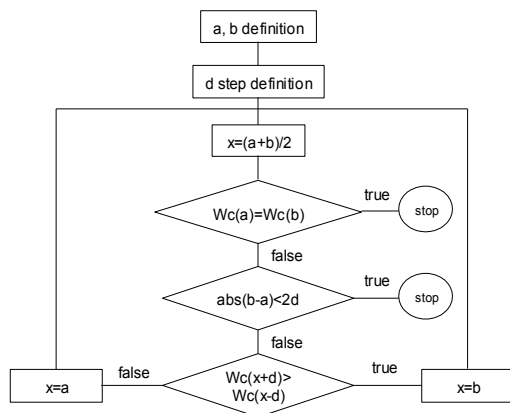 a, b definition
d step definition
x=(a+b)/2
true
Wc(a)=Wc(b)
stop
false
true
abs(b-a)<2d
stop
false
false
Wc(x+d)>
Wc(x-d)
true
x=a
x=b